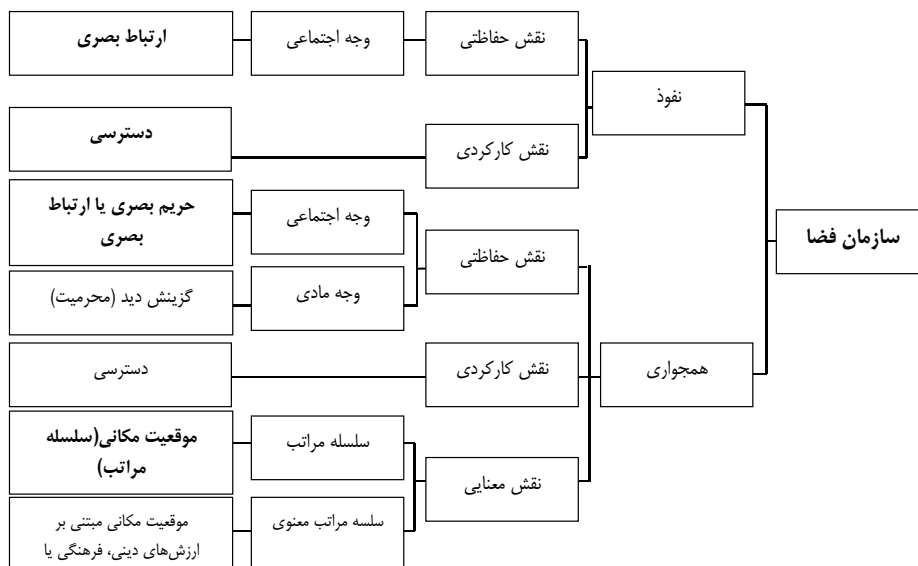 سازمان فضا
نفوذ
نقش حفاظتی
وجه اجتماعی
ارتباط بصری
نقش کارکردی
دسترسی
همجواری
نقش حفاظتی
وجه اجتماعی
حریم بصری یا ارتباط
بصری
وجه مادی
گزینش دید (محرمیت)
نقش کارکردی
دسترسی
نقش معنایی
سلسله مراتب
موقعیت مکانی(سلسله
مراتب)
سلسه مراتب معنوی
موقعیت مکانی مبتنی بر
ارزش‌های دینی، فرهنگی یا